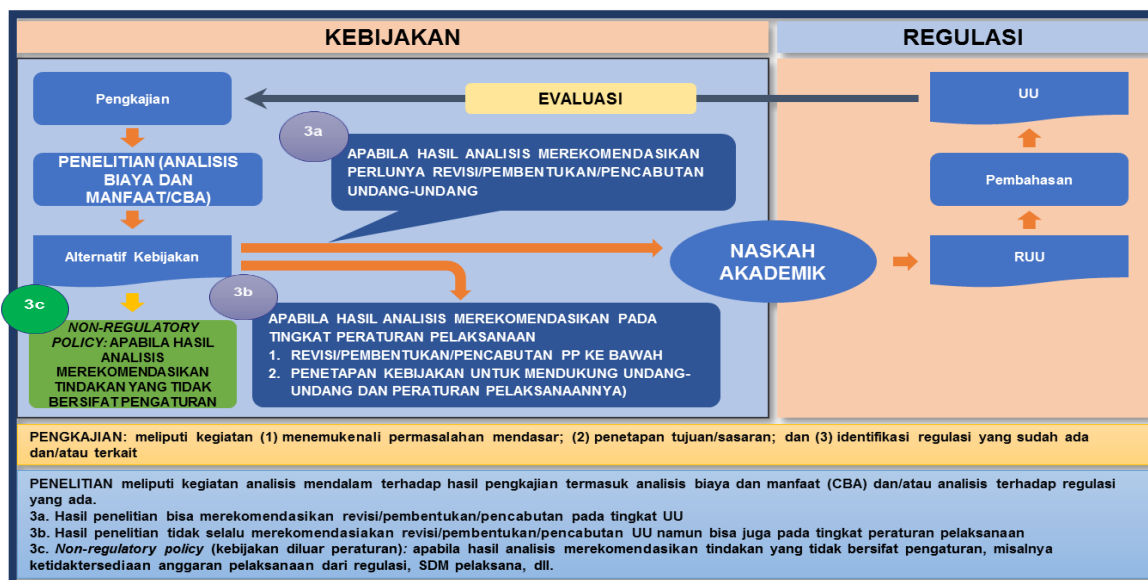 KEBIJAKAN
REGULASI
Pengkajian
EVALUASI
UU
3a
APABILA HASIL ANALISIS MEREKOMENDASIKAN
PERLUNYA REVISI/PEMBENTUKAN/PENCABUTAN
UNDANG-UNDANG
PENELITIAN (ANALISIS
BIAYA DAN
MANFAAT/CBA)
Pembahasan
Alternatif Kebijakan
NASKAH
AKADEMIK
RUU
3b
3c
NON-REGULATORY
POLICY: APABILA HASIL
ANALISIS
MEREKOMENDASIKAN
TINDAKAN YANG TIDAK
BERSIFAT PENGATURAN
APABILA HASIL ANALISIS MEREKOMENDASIKAN PADA
TINGKAT PERATURAN PELAKSANAAN
1. REVISI/PEMBENTUKAN/PENCABUTAN PP KE BAWAH
2. PENETAPAN KEBIJAKAN UNTUK MENDUKUNG UNDANG-
UNDANG DAN PERATURAN PELAKSANAANNYA)
PENGKAJIAN: meliputi kegiatan (1) menemukenali permasalahan mendasar; (2) penetapan tujuan/sasaran; dan (3) identifikasi regulasi yang sudah ada
dan/atau terkait
PENELITIAN meliputi kegiatan analisis mendalam terhadap hasil pengkajian termasuk analisis biaya dan manfaat (CBA) dan/atau analisis terhadap regulasi
yang ada.
3a. Hasil penelitian bisa merekomendasikan revisi/pembentukan/pencabutan pada tingkat UU
3b. Hasil penelitian tidak selalu merekomendasiakan revisi/pembentukan/pencabutan UU namun bisa juga pada tingkat peraturan pelaksanaan
3c. Non-regulatory policy (kebijakan diluar peraturan): apabila hasil analisis merekomendasikan tindakan yang tidak bersifat pengaturan, misalnya
ketidaktersediaan anggaran pelaksanaan dari regulasi, SDM pelaksana, dll.